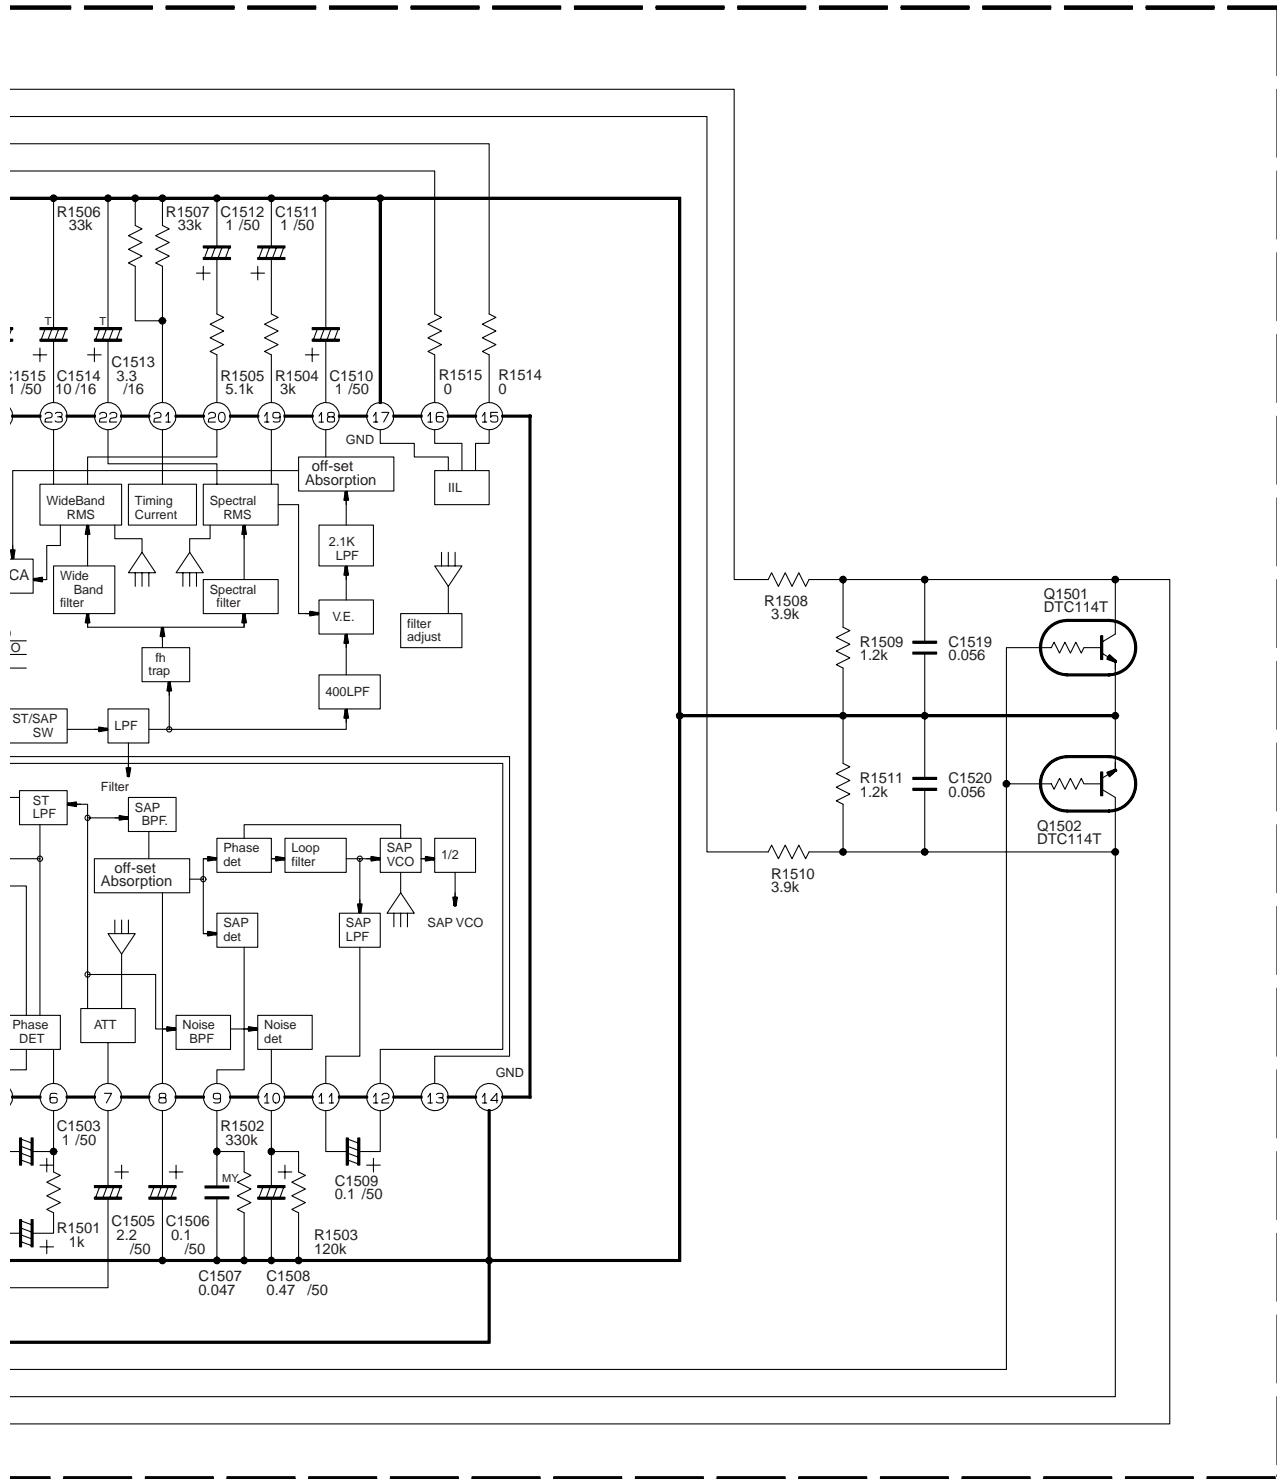 R1506
33k
R1507
33k
C1512
1 /50
C1511
1 /50
T
T
+
+
+
+
+
C1515
1 /50
C1514
10 /16
C1513
3.3
/16
R1505
5.1k
R1504
3k
C1510
1 /50
R1515
0
R1514
0
23
22
21
20
19
18
17
16
15
GND
off-set
Absorption
IIL
WideBand
RMS
Timing
Current
Spectral
RMS
2.1K
LPF
CA
Wide
Band
filter
Spectral
filter
V.E.
filter
adjust
O
fh
trap
400LPF
ST/SAP
SW
LPF
Filter
ST
LPF
SAP
BPF.
off-set
Absorption
Phase
det
Loop
filter
SAP
VCO
1/2
SAP
det
SAP
LPF
SAP VCO
Phase
DET
ATT
Noise
BPF
Noise
det
GND
6
7
8
9
10
11
12
13
14
C1503
1 /50
R1502
330k
MY
+
+
+
+
+
+
C1509
0.1 /50
R1501
1k
C1505
2.2
/50
C1506
0.1
/50
R1503
120k
C1507
0.047
C1508
0.47 /50
R1508
3.9k
R1509
1.2k
C1519
0.056
Q1501
DTC114T
R1511
1.2k
C1520
0.056
Q1502
DTC114T
R1510
3.9k